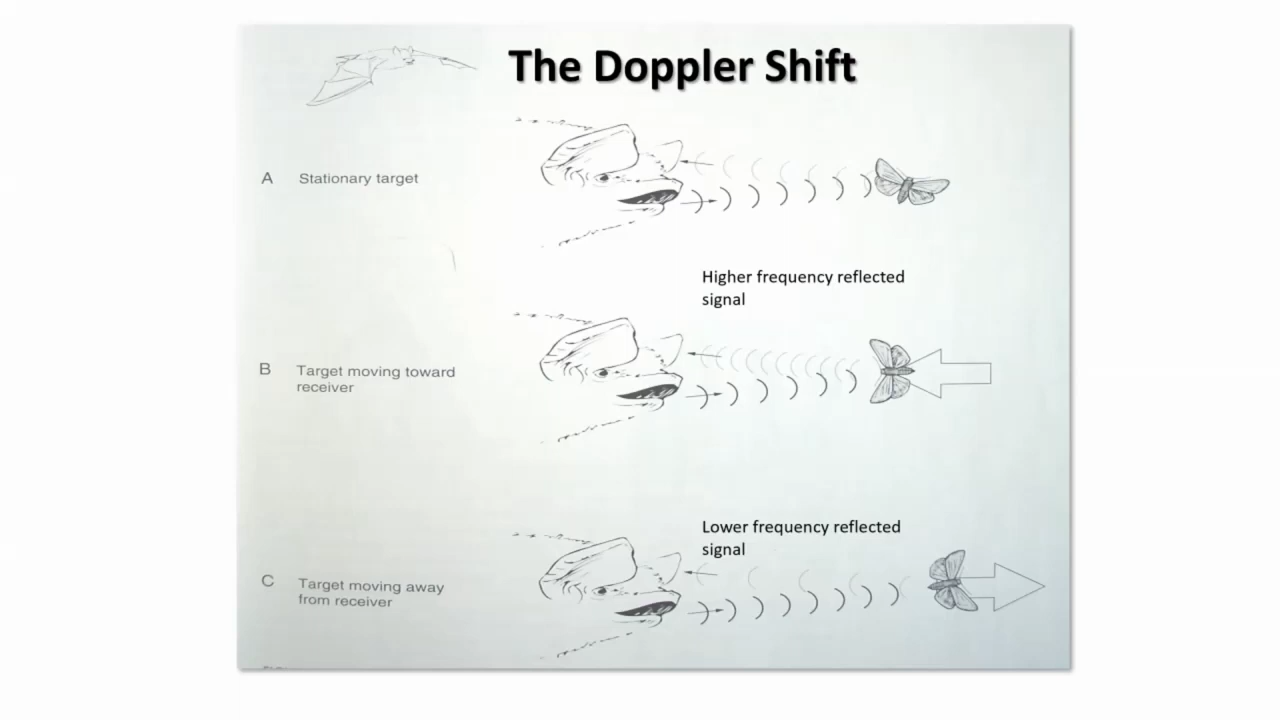 The Doppler Shift
A Stationary target
Higher frequency reflected
signal
B Target moving toward
receiver
Lower frequency reflected
signal
C Target moving away
from receiver